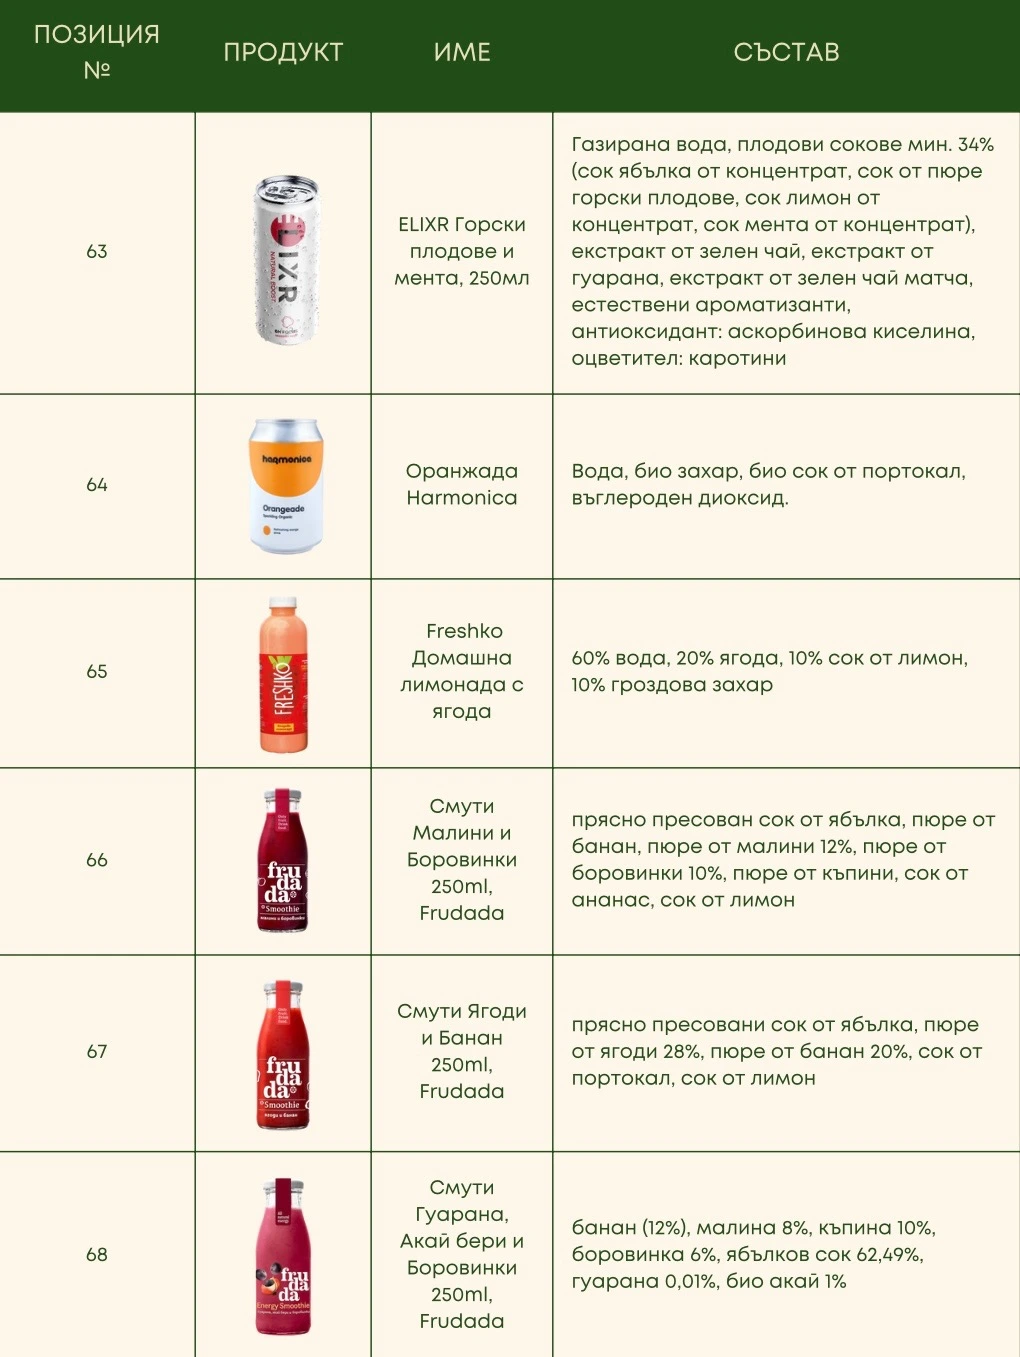 ПОЗИЦИЯ
№
ПРОДУКТ
ИМЕ
СЪСТАВ
63
ELIXR
NATURAL BOOST
ELIXR Горски
плодове и
мента, 250мл
Газирана вода, плодови сокове мин. 34%
(сок ябълка от концентрат, сок от пюре
горски плодове, сок лимон от
концентрат, сок мента от концентрат),
екстракт от зелен чай, екстракт от
гуарана, екстракт от зелен чай матча,
естествени ароматизанти,
антиоксидант: аскорбинова киселина,
оцветител: каротини
64
harmonica
Orangeade
Sparkling Organic
Оранжада
Harmonica
Вода, био захар, био сок от портокал,
въглероден диоксид.
65
FRESHKO
Freshko
Домашна
лимонада с
ягода
60% вода, 20% ягода, 10% сок от лимон,
10% гроздова захар
66
fru
da
da
Smoothie
малини и боровинки
Смути
Малини и
Боровинки
250ml,
Frudada
прясно пресован сок от ябълка, пюре от
банан, пюре от малини 12%, пюре от
боровинки 10%, пюре от къпини, сок от
ананас, сок от лимон
67
fru
da
da
Smoothie
ягоди и банан
Смути Ягоди
и Банан
250ml,
Frudada
прясно пресовани сок от ябълка, пюре
от ягоди 28%, пюре от банан 20%, сок от
портокал, сок от лимон
68
fru
da
da
Energy Smoothie
Смути
Гуарана,
Акай бери и
Боровинки
250ml,
Frudada
банан (12%), малина 8%, къпина 10%,
боровинка 6%, ябълков сок 62,49%,
гуарана 0,01%, био акай 1%